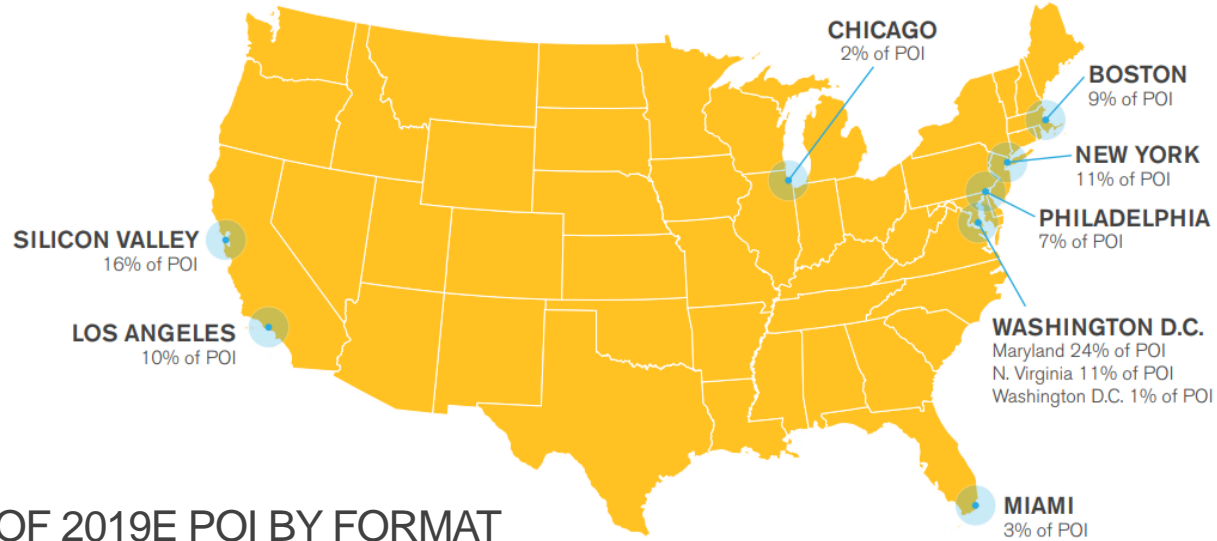 CHICAGO
2% of POI
BOSTON
9% of POI
NEW YORK
11% of POI
PHILADELPHIA
7% of POI
SILICON VALLEY
16% of POI
LOS ANGELES
10% of POI
WASHINGTON D.C.
Maryland 24% of POI
N. Virginia 11% of POI
Washington D.C. 1% of POI
MIAMI
3% of POI
OF 2019E POI BY FORMAT